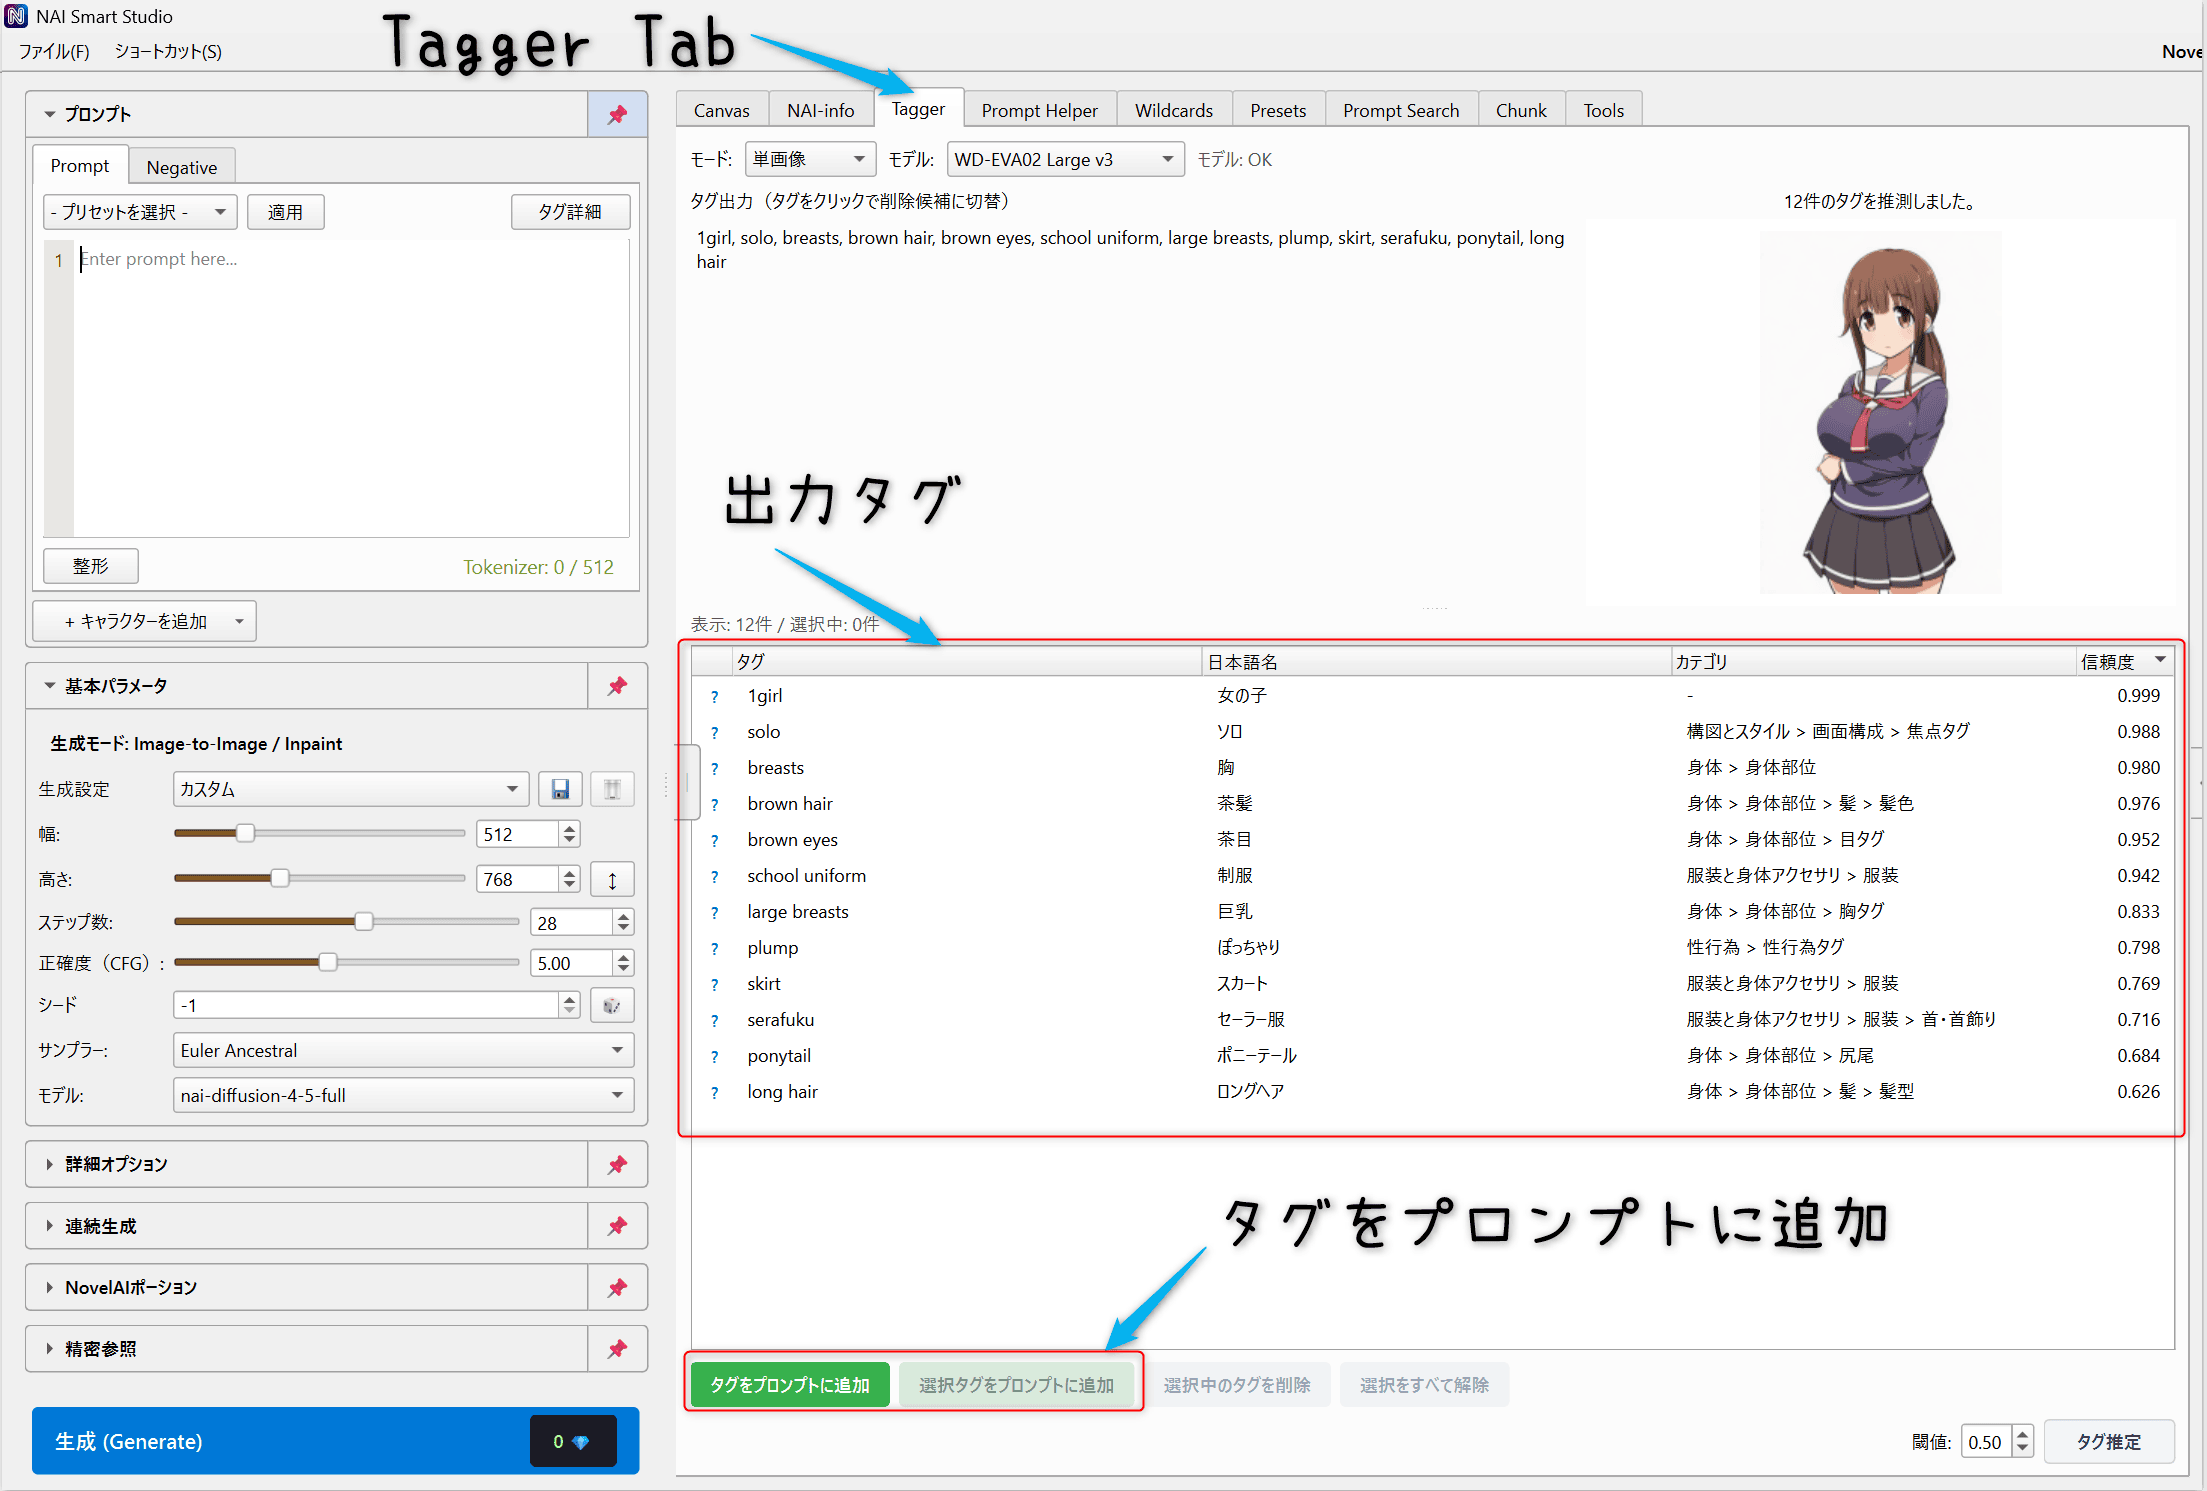 NAI Smart Studio
ファイル(F) ショートカット(S)
Tagger Tab
Nove
プロンプト
Prompt Negative
- プリセットを選択 - 適用 タグ詳細
1 Enter prompt here...
整形 Tokenizer: 0 / 512
+ キャラクターを追加
基本パラメータ
生成モード: Image-to-Image / Inpaint
生成設定 カスタム
幅: 512
高さ: 768 ↕
ステップ数: 28
正確度（CFG）: 5.00
シード -1
サンプラー: Euler Ancestral
モデル: nai-diffusion-4-5-full
詳細オプション
連続生成
NovelAIポーション
精密参照
生成 (Generate) 0
Canvas NAI-info Tagger Prompt Helper Wildcards Presets Prompt Search Chunk Tools
モード: 単画像 モデル: WD-EVA02 Large v3 モデル: OK
タグ出力（タグをクリックで削除候補に切替）
12件のタグを推測しました。
1girl, solo, breasts, brown hair, brown eyes, school uniform, large breasts, plump, skirt, serafuku, ponytail, long
hair
出力タグ
表示: 12件 / 選択中: 0件
タグ 日本語名 カテゴリ 信頼度
? 1girl 女の子 - 0.999
? solo ソロ 構図とスタイル > 画面構成 > 焦点タグ 0.988
? breasts 胸 身体 > 身体部位 0.980
? brown hair 茶髪 身体 > 身体部位 > 髪 > 髪色 0.976
? brown eyes 茶目 身体 > 身体部位 > 目タグ 0.952
? school uniform 制服 服装と身体アクセサリ > 服装 0.942
? large breasts 巨乳 身体 > 身体部位 > 胸タグ 0.833
? plump ぽっちゃり 性行為 > 性行為タグ 0.798
? skirt スカート 服装と身体アクセサリ > 服装 0.769
? serafuku セーラー服 服装と身体アクセサリ > 服装 > 首・首飾り 0.716
? ponytail ポニーテール 身体 > 身体部位 > 尻尾 0.684
? long hair ロングヘア 身体 > 身体部位 > 髪 > 髪型 0.626
タグをプロンプトに追加
タグをプロンプトに追加 選択タグをプロンプトに追加 選択中のタグを削除 選択をすべて解除
閾値: 0.50 タグ推定